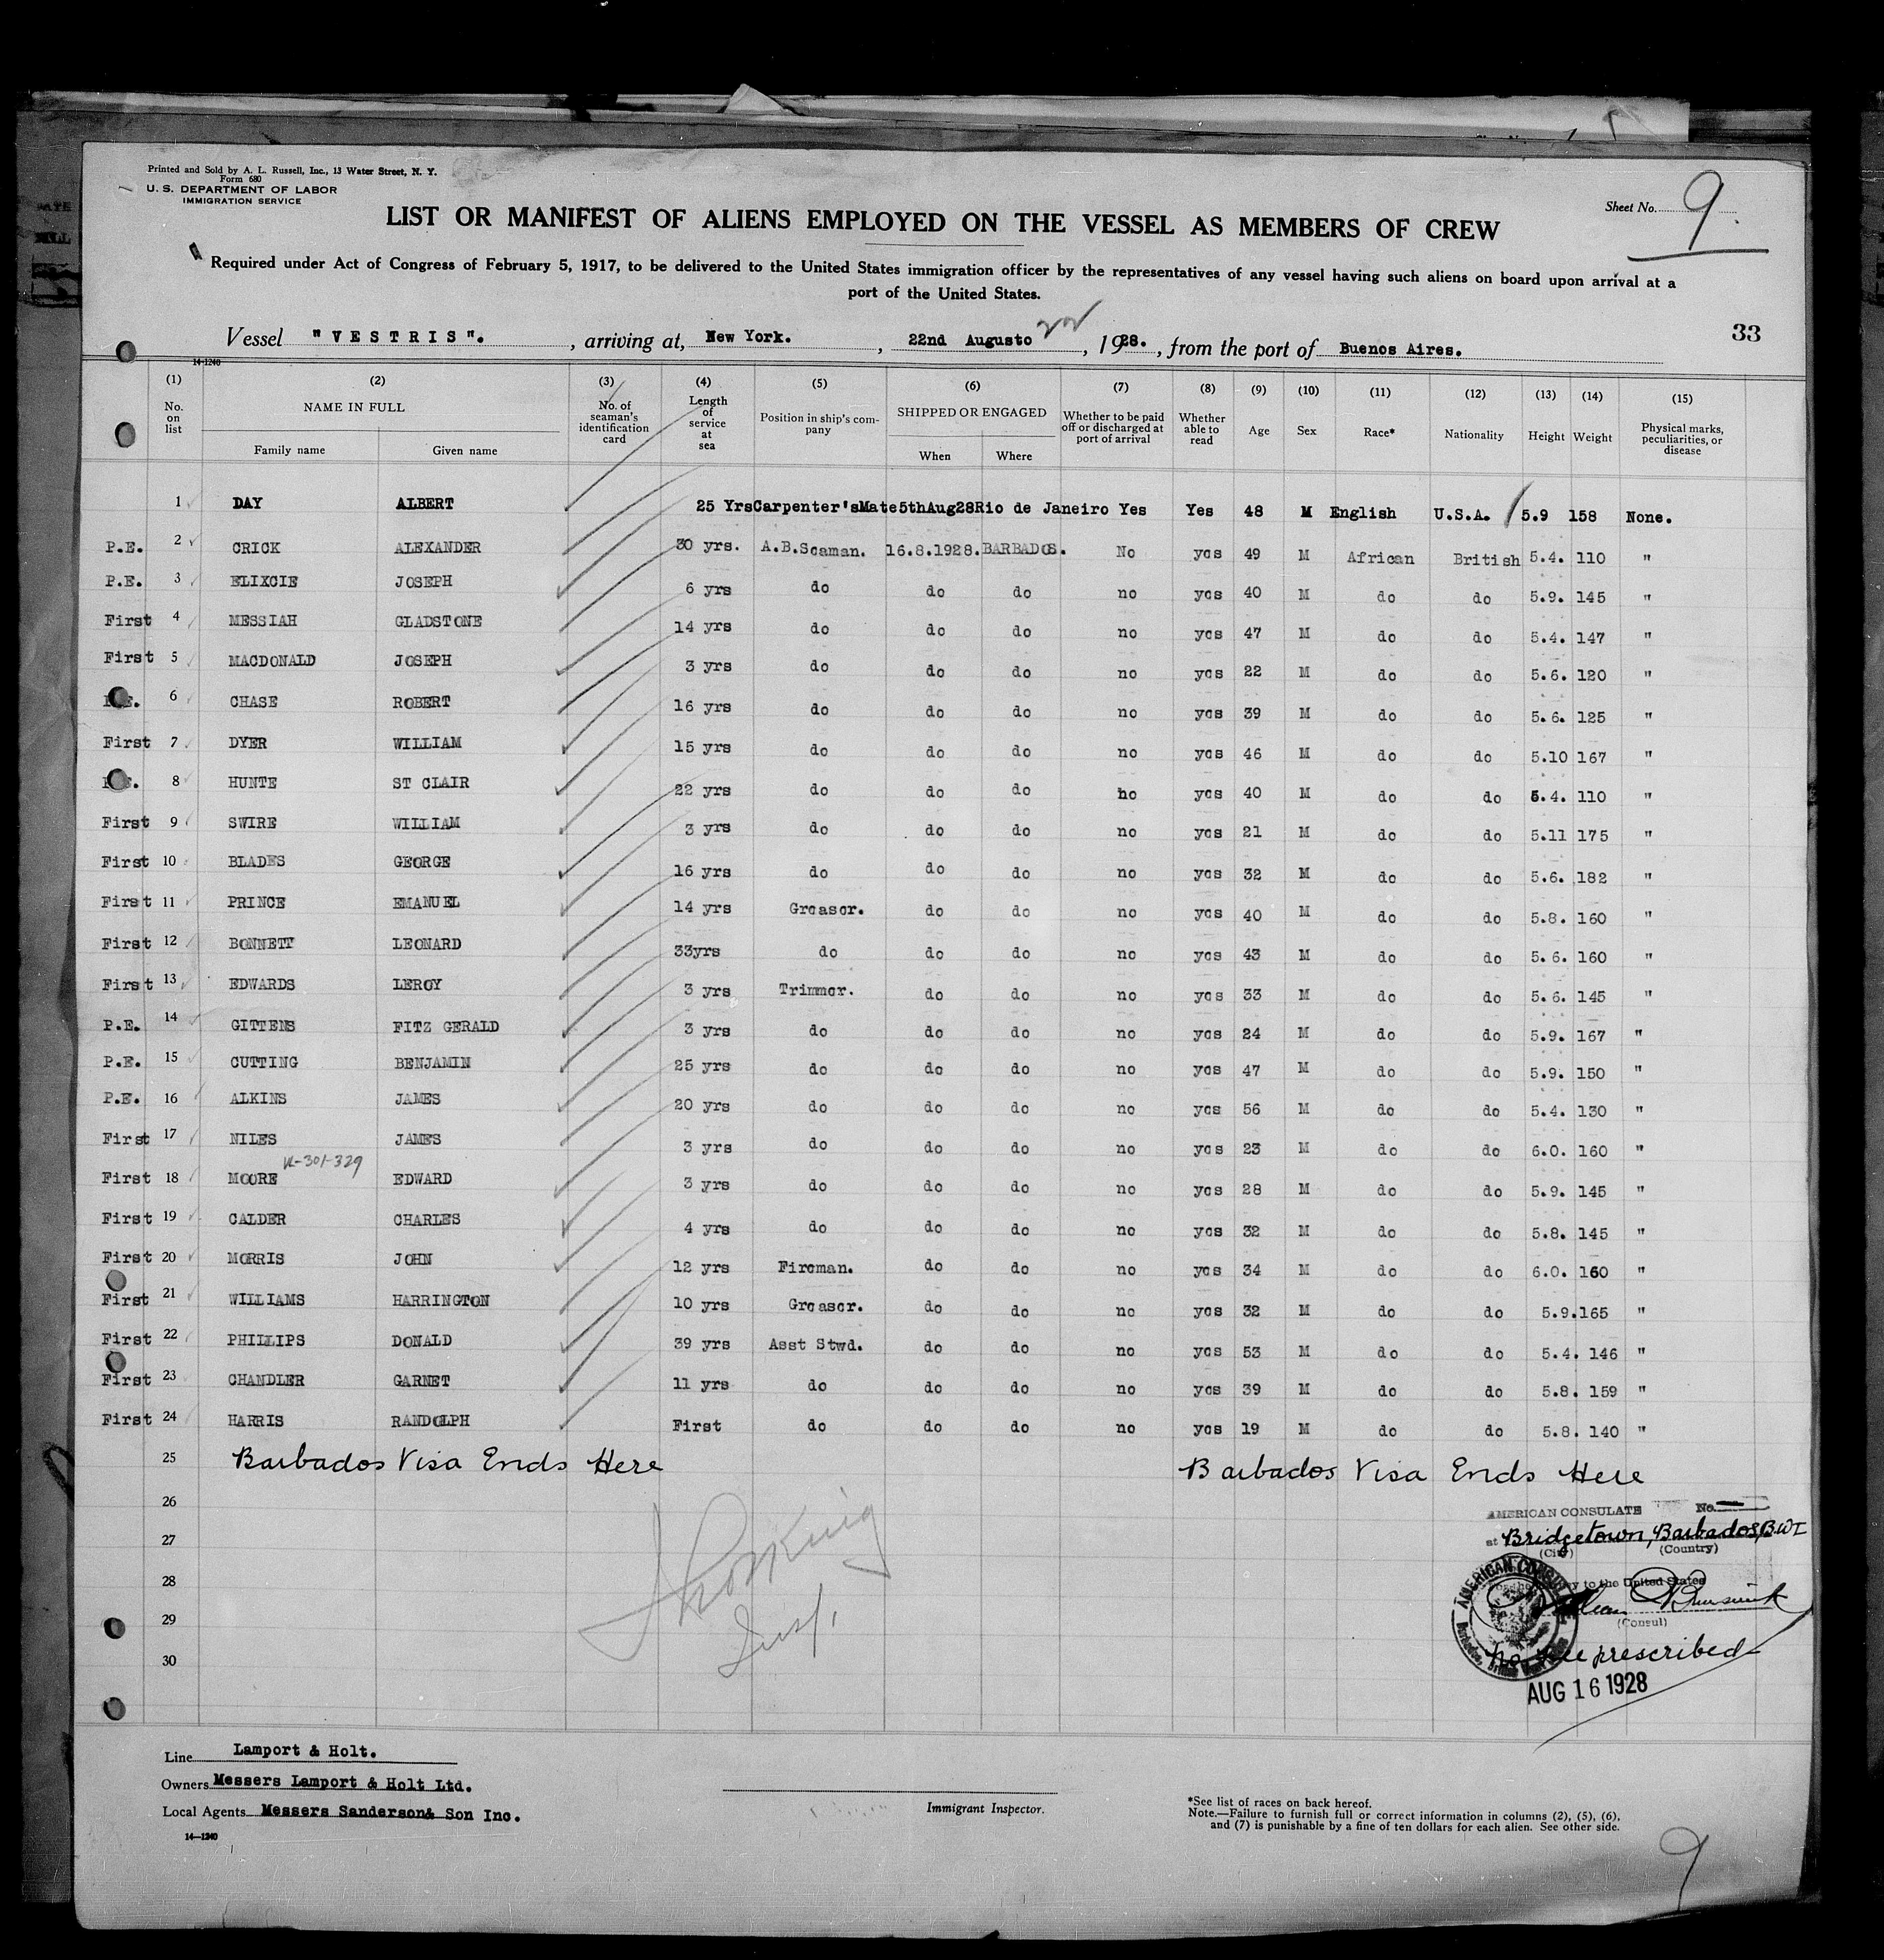 Printed and Sold by A. L. Russell, Inc., 13 Water Street, N. Y.
Form 680
U. S. DEPARTMENT OF LABOR
IMMIGRATION SERVICE
Sheet No. 9
LIST OR MANIFEST OF ALIENS EMPLOYED ON THE VESSEL AS MEMBERS OF CREW
Required under Act of Congress of February 5, 1917, to be delivered to the United States immigration officer by the representatives of any vessel having such aliens on board upon arrival at a
port of the United States.
33
Vessel "VESTRIS"., arriving at, New York., 22nd Augusto, 1928., from the port of Buenos Aires.
14-1240
(1) (2) (3) (4) (5) (6) (7) (8) (9) (10) (11) (12) (13) (14) (15)
No. on list NAME IN FULL Family name Given name No. of seaman's identification card Length of service at sea Position in ship's company SHIPPED OR ENGAGED When Where Whether to be paid off or discharged at port of arrival Whether able to read Age Sex Race* Nationality Height Weight Physical marks, peculiarities, or disease
1 DAY ALBERT 25 Yrs Carpenter's Mate 5th Aug 28 Rio de Janeiro Yes Yes 48 M English U.S.A. 5.9 158 None.
P.E. 2 CRICK ALEXANDER 30 yrs. A.B.Seaman. 16.8.1928. BARBADOS. No yes 49 M African British 5.4. 110 "
P.E. 3 ELIXCIE JOSEPH 6 yrs do do do no yes 40 M do do 5.9. 145 "
First 4 MESSIAH GLADSTONE 14 yrs do do do no yes 47 M do do 5.4. 147 "
First 5 MACDONALD JOSEPH 3 yrs do do do no yes 22 M do do 5.6. 120 "
P.E. 6 CHASE ROBERT 16 yrs do do do no yes 39 M do do 5.6. 125 "
First 7 DYER WILLIAM 15 yrs do do do no yes 46 M do do 5.10 167 "
8 HUNTE ST CLAIR 22 yrs do do do no yes 40 M do do 5.4. 110 "
First 9 SWIRE WILLIAM 3 yrs do do do no yes 21 M do do 5.11 175 "
First 10 BLADES GEORGE 16 yrs do do do no yes 32 M do do 5.6. 182 "
First 11 PRINCE EMANUEL 14 yrs Greaser. do do no yes 40 M do do 5.8. 160 "
First 12 BONNETT LEONARD 33yrs do do do no yes 43 M do do 5.6. 160 "
First 13 EDWARDS LEROY 3 yrs Trimmer. do do no yes 33 M do do 5.6. 145 "
P.E. 14 GITTENS FITZ GERALD 3 yrs do do do no yes 24 M do do 5.9. 167 "
P.E. 15 CUTTING BENJAMIN 25 yrs do do do no yes 47 M do do 5.9. 150 "
P.E. 16 ALKINS JAMES 20 yrs do do do no yes 56 M do do 5.4. 130 "
First 17 NILES JAMES 3 yrs do do do no yes 23 M do do 6.0. 160 "
-301-329
First 18 MOORE EDWARD 3 yrs do do do no yes 28 M do do 5.9. 145 "
First 19 CALDER CHARLES 4 yrs do do do no yes 32 M do do 5.8. 145 "
First 20 MORRIS JOHN 12 yrs Fireman. do do no yes 34 M do do 6.0. 160 "
First 21 WILLIAMS HARRINGTON 10 yrs Greaser. do do no yes 32 M do do 5.9. 165 "
First 22 PHILLIPS DONALD 39 yrs Asst Stwd. do do no yes 53 M do do 5.4. 146 "
First 23 CHANDLER GARNET 11 yrs do do do no yes 39 M do do 5.8. 159 "
First 24 HARRIS RANDOLPH First do do do no yes 19 M do do 5.8. 140 "
25 Barbados Visa Ends Here Barbados Visa Ends Here
26
27
28
29
30
AMERICAN CONSULATE No. —
at Bridgetown, Barbados, BWI
(City) (Country)
to the United States
(Consul)
AMERICAN CONSUL
Barbados, British West Indies
no fee prescribed
AUG 16 1928
Insp.
Line Lamport & Holt.
Owners Messers Lamport & Holt Ltd.
Local Agents Messers Sanderson& Son Inc.
14—1240
Immigrant Inspector.
*See list of races on back hereof.
Note.—Failure to furnish full or correct information in columns (2), (5), (6),
and (7) is punishable by a fine of ten dollars for each alien. See other side.
9